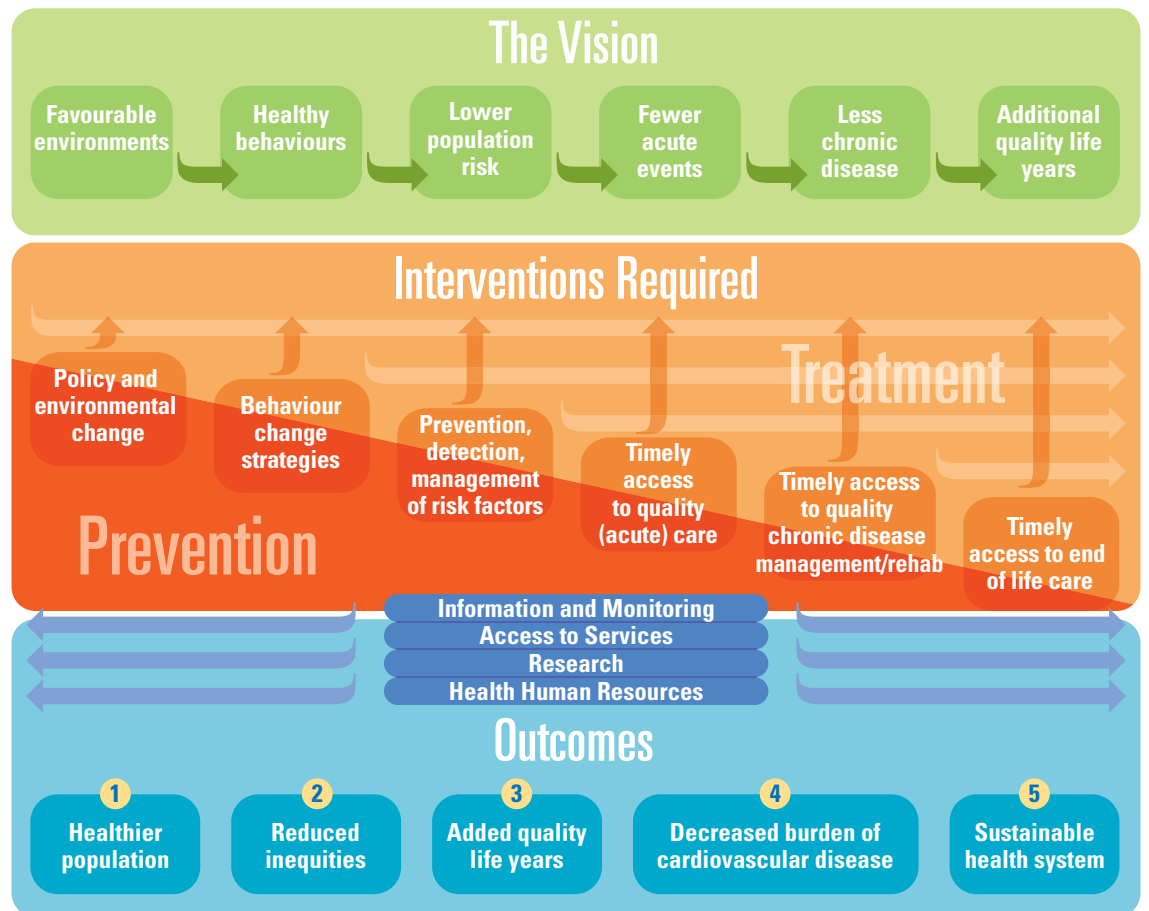 The Vision
Favourable
environments
Healthy
behaviours
Lower
population
risk
Fewer
acute
events
Less
chronic
disease
Additional
quality life
years
Interventions Required
Treatment
Policy and
environmental
change
Behaviour
change
strategies
Prevention,
detection,
management
of risk factors
Timely
access
to quality
(acute) care
Timely access
to quality
chronic disease
management/rehab
Timely
access to end
of life care
Prevention
Information and Monitoring
Access to Services
Research
Health Human Resources
Outcomes
1
Healthier
population
2
Reduced
inequities
3
Added quality
life years
4
Decreased burden of
cardiovascular disease
5
Sustainable
health system